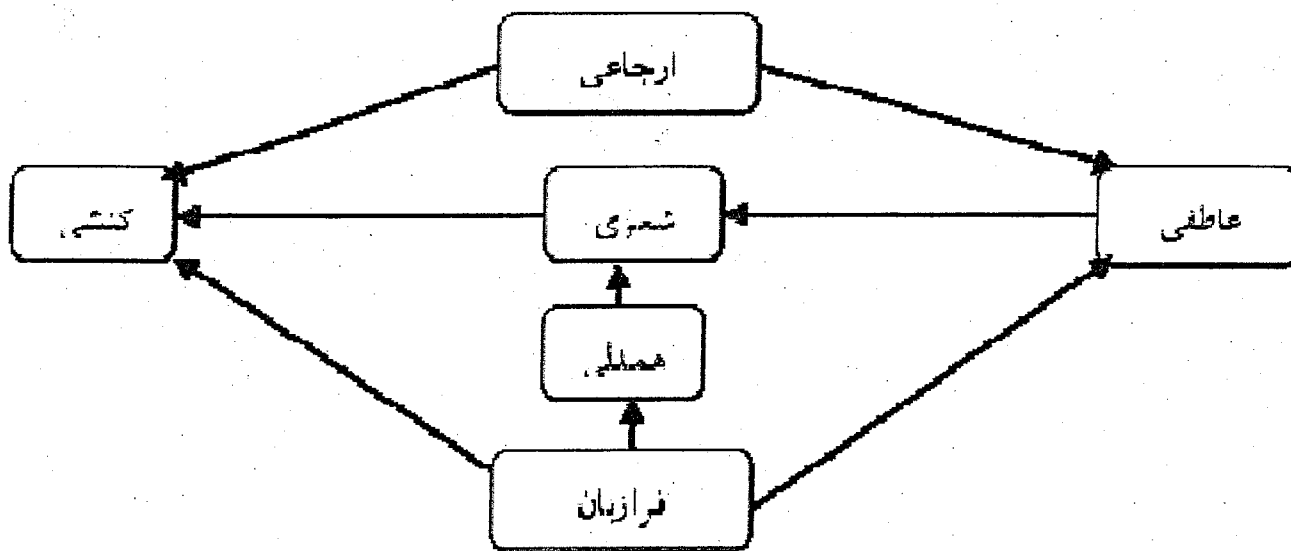 ارجاعی
عاطفی
شعری
کنشی
همدلی
فرازبان